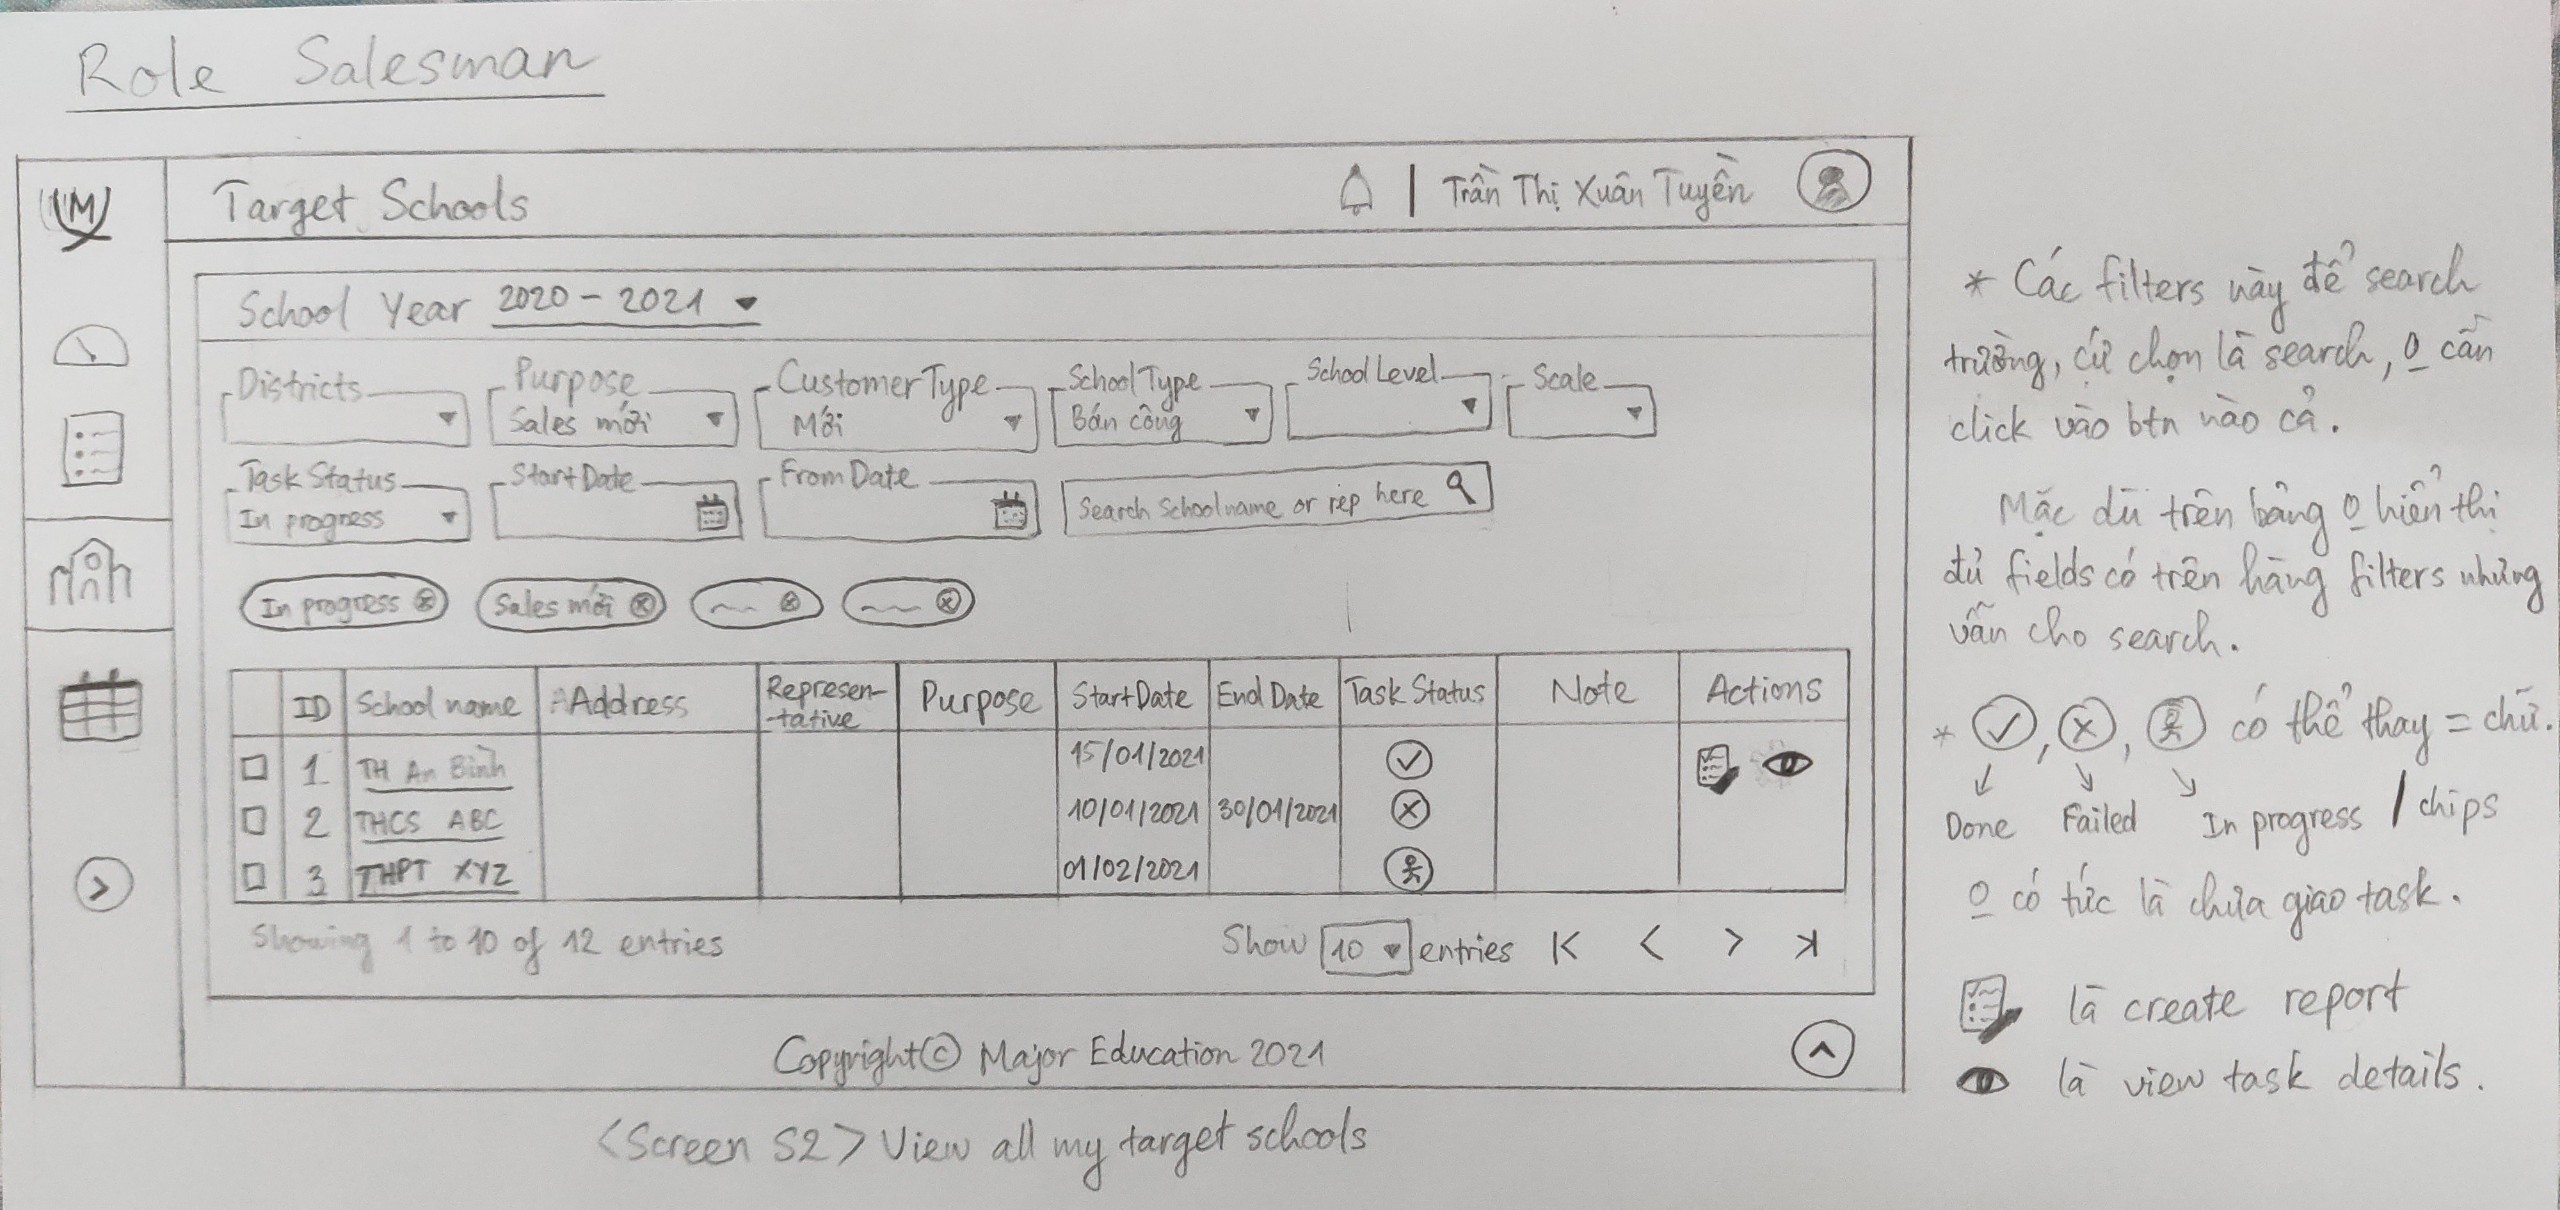 Role Salesman
M
Target Schools
Trần Thị Xuân Tuyền
School Year 2020 - 2021
Districts
Purpose
Sales mới
Customer Type
Mới
School Type
Bán công
School Level
Scale
Task Status
In progress
Start Date
From Date
Search School name or rep here
In progress
Sales mới
ID
School name
Address
Represen-
-tative
Purpose
Start Date
End Date
Task Status
Note
Actions
1
TH An Bình
15/01/2021
2
THCS ABC
10/01/2021
30/01/2021
3
THPT XYZ
01/02/2021
Showing 1 to 10 of 12 entries
Show 10 entries
Copyright © Major Education 2021
<Screen S2> View all my target schools
* Các filters này để search
trường, cứ chọn là search, o cần
click vào btn nào cả.
Mặc dù trên bảng o hiển thị
đủ fields có trên hàng filters nhưng
vẫn cho search.
* , , có thể thay = chữ.
Done
Failed
In progress / chips
o có tức là chưa giao task.
là create report
là view task details.